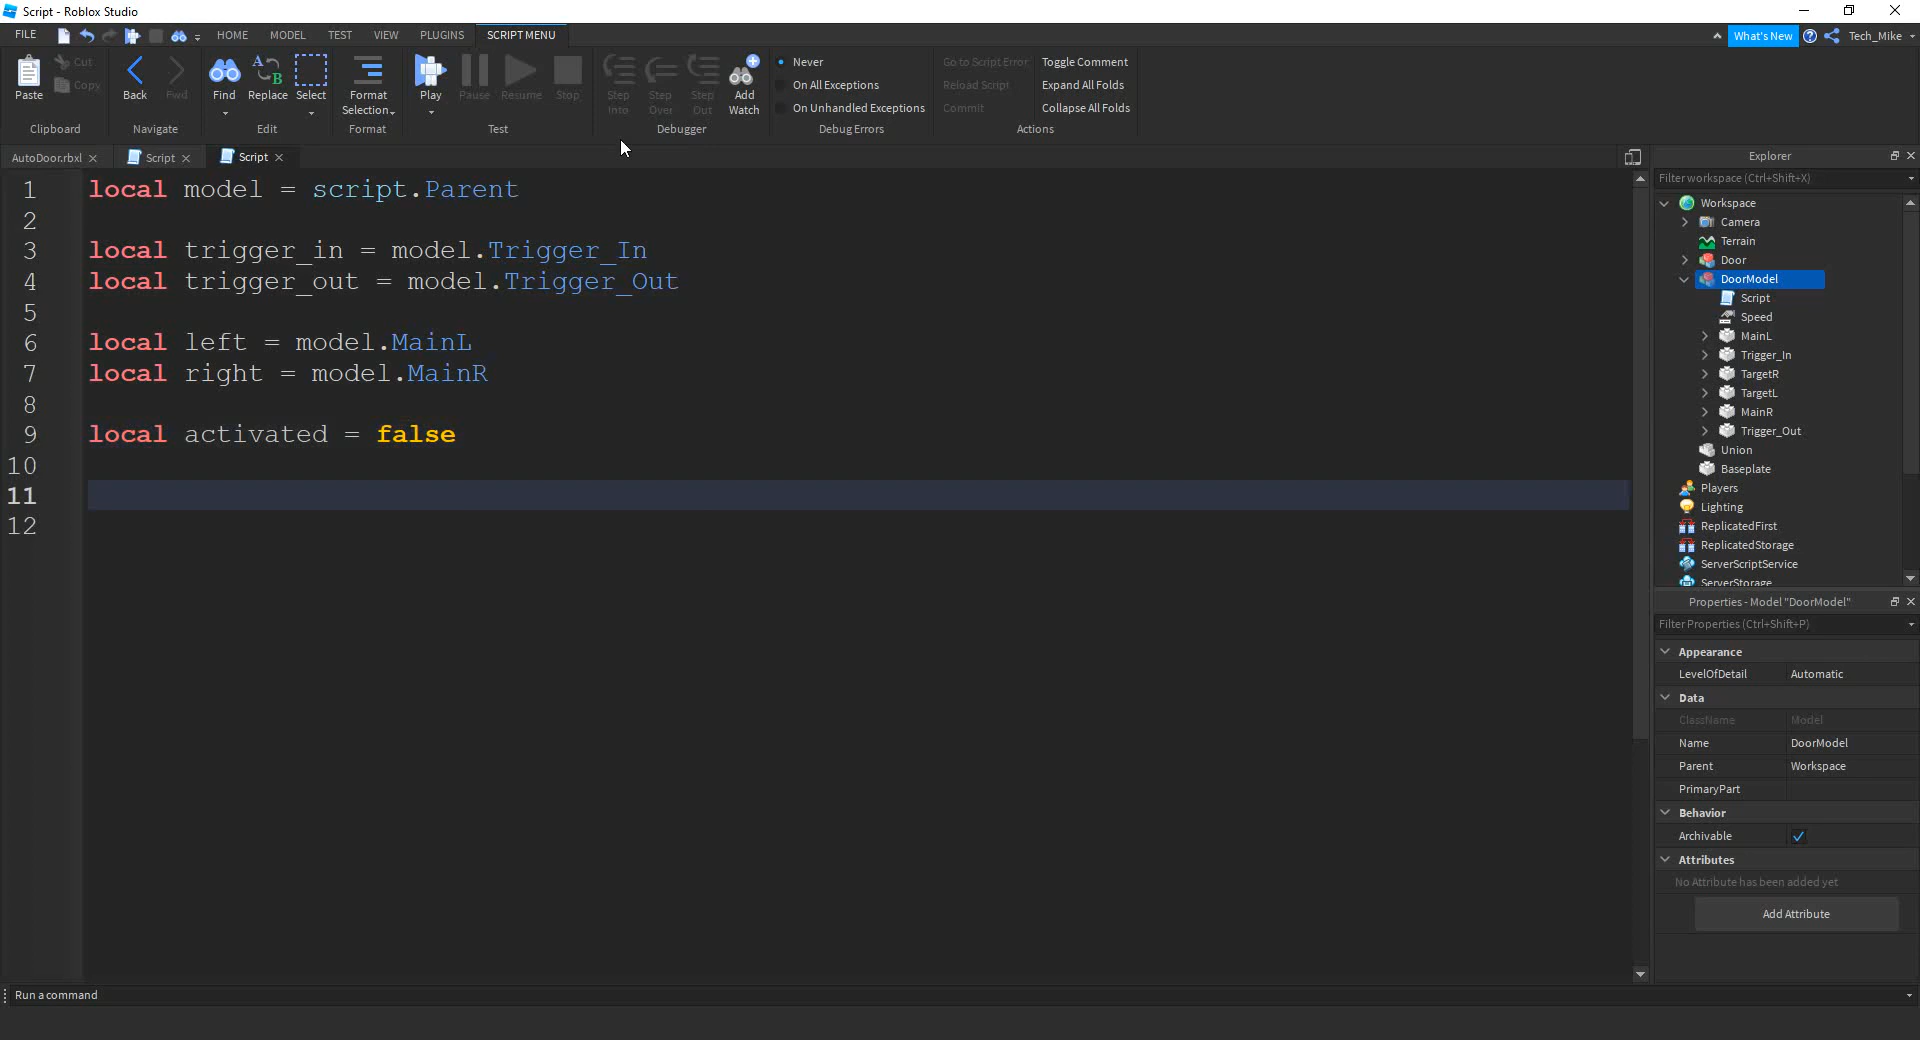 Script - Roblox Studio
FILE HOME MODEL TEST VIEW PLUGINS SCRIPT MENU What's New Tech_Mike
Paste Cut Copy Back Fwd Find Replace Select Format Selection Play Pause Resume Stop Step Into Step Over Step Out Add Watch
Never
On All Exceptions
On Unhandled Exceptions
Go to Script Error
Reload Script
Commit
Toggle Comment
Expand All Folds
Collapse All Folds
Clipboard Navigate Edit Format Test Debugger Debug Errors Actions
AutoDoor.rbxl Script Script
1 local model = script.Parent
2
3 local trigger_in = model.Trigger_In
4 local trigger_out = model.Trigger_Out
5
6 local left = model.MainL
7 local right = model.MainR
8
9 local activated = false
10
11
12
Explorer
Filter workspace (Ctrl+Shift+X)
Workspace
Camera
Terrain
Door
DoorModel
Script
Speed
MainL
Trigger_In
TargetR
TargetL
MainR
Trigger_Out
Union
Baseplate
Players
Lighting
ReplicatedFirst
ReplicatedStorage
ServerScriptService
ServerStorage
Properties - Model "DoorModel"
Filter Properties (Ctrl+Shift+P)
Appearance
LevelOfDetail Automatic
Data
ClassName Model
Name DoorModel
Parent Workspace
PrimaryPart
Behavior
Archivable
Attributes
No Attribute has been added yet
Add Attribute
Run a command